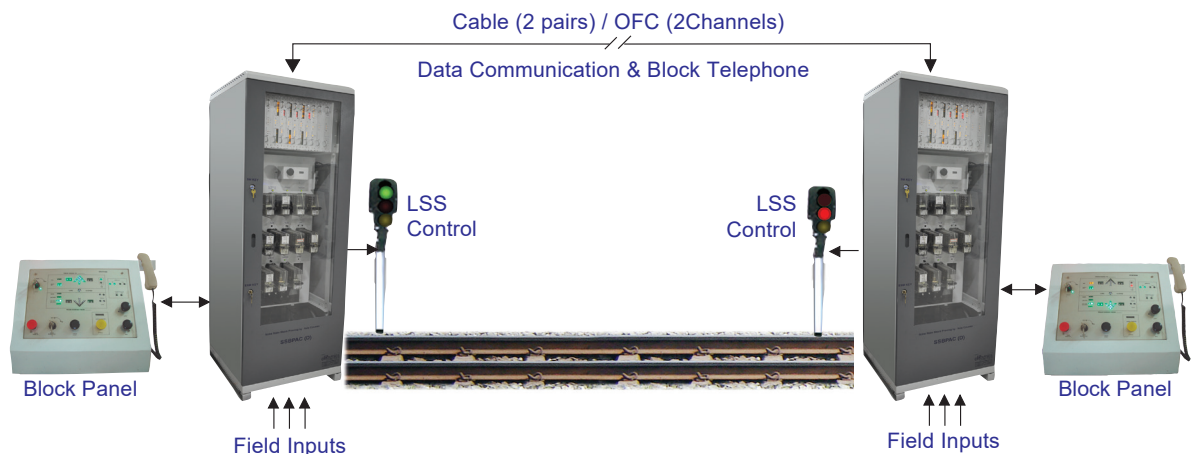 Cable (2 pairs) / OFC (2Channels)
Data Communication & Block Telephone
LSS
Control
LSS
Control
Block Panel
Block Panel
Field Inputs
Field Inputs